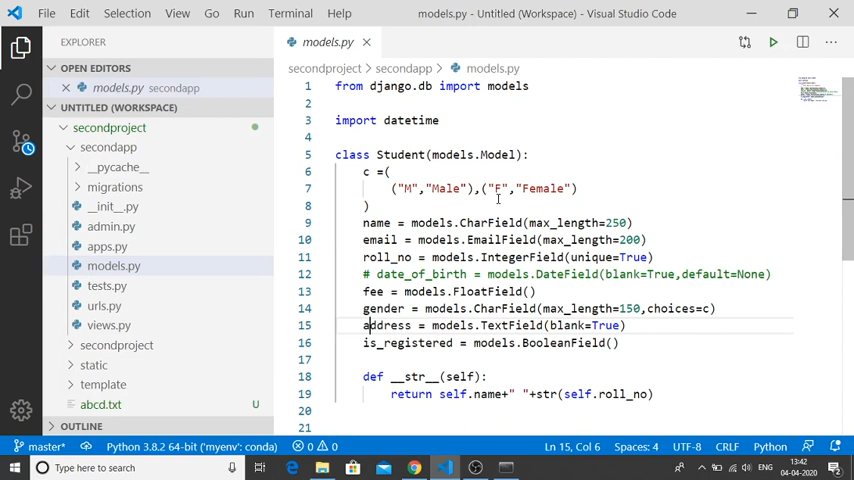 File Edit Selection View Go Run Terminal Help models.py - Untitled (Workspace) - Visual Studio Code
EXPLORER
OPEN EDITORS
models.py secondapp
UNTITLED (WORKSPACE)
secondproject
secondapp
__pycache__
migrations
__init__.py
admin.py
apps.py
models.py
tests.py
urls.py
views.py
secondproject
static
template
abcd.txt U
OUTLINE
models.py
secondapp > models.py
1 from django.db import models
2
3 import datetime
4
5 class Student(models.Model):
6 c =(
7 ("M","Male"),("F","Female")
8 )
9 name = models.CharField(max_length=250)
10 email = models.EmailField(max_length=200)
11 roll_no = models.IntegerField(unique=True)
12 # date_of_birth = models.DateField(blank=True,default=None)
13 fee = models.FloatField()
14 gender = models.CharField(max_length=150,choices=c)
15 address = models.TextField(blank=True)
16 is_registered = models.BooleanField()
17
18 def __str__(self):
19 return self.name+" "+str(self.roll_no)
20
21
master* Python 3.8.2 64-bit ('myenv': conda) 0 0 Ln 15, Col 6 Spaces: 4 UTF-8 CRLF Python
Type here to search
ENG
13:42
04-04-2020
2